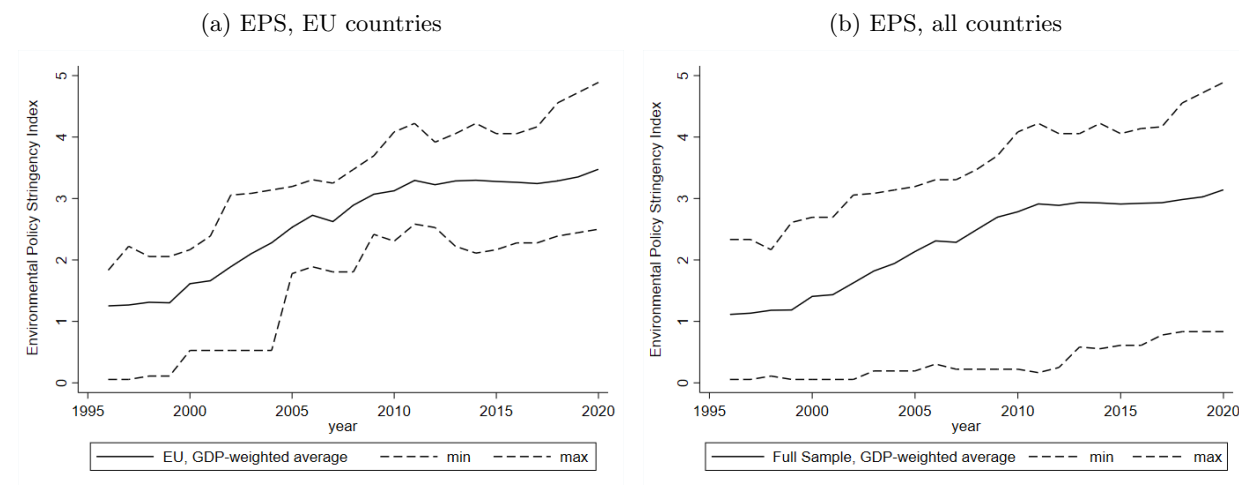 (a) EPS, EU countries
Environmental Policy Stringency Index
5
4
3
2
1
0
1995 2000 2005 2010 2015 2020
year
EU, GDP-weighted average min max
(b) EPS, all countries
Environmental Policy Stringency Index
5
4
3
2
1
0
1995 2000 2005 2010 2015 2020
year
Full Sample, GDP-weighted average min max